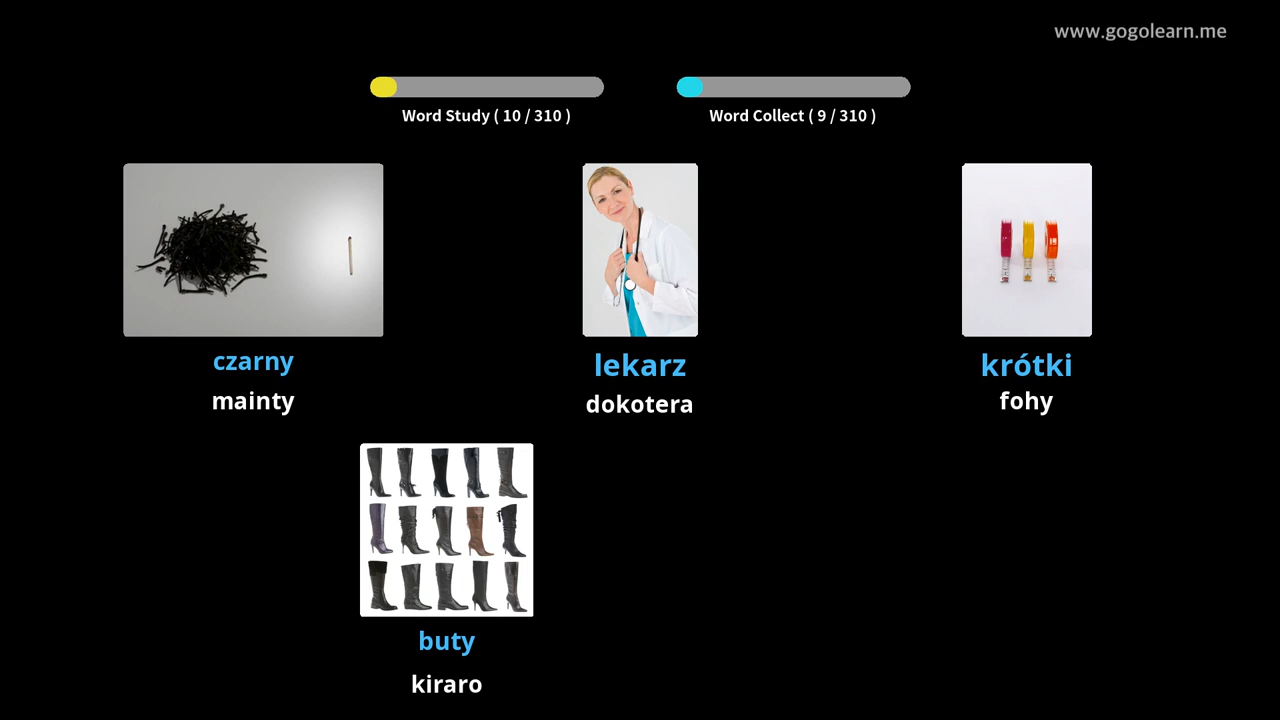 www.gogolearn.me
Word Study ( 10 / 310 )
Word Collect ( 9 / 310 )
czarny
mainty
lekarz
dokotera
krótki
fohy
buty
kiraro